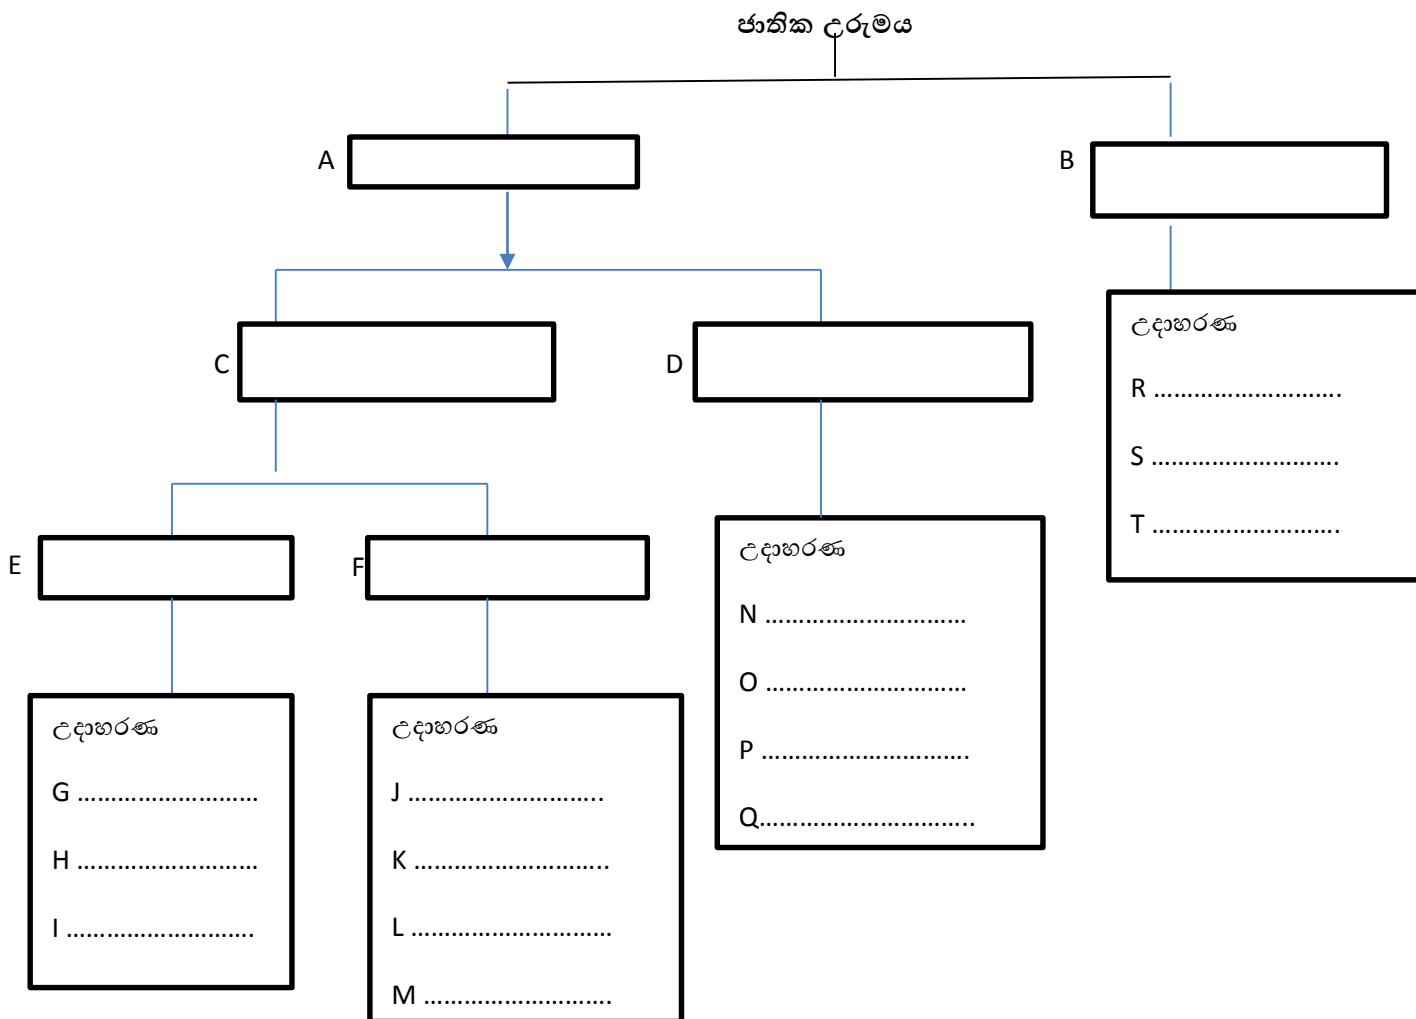 ජාතික උරුමය
A
B
C
D
උදාහරණ
R ............................
S ............................
T ............................
E
F
උදාහරණ
N ..............................
O ..............................
P ...............................
Q................................
උදාහරණ
G ...........................
H ...........................
I ............................
උදාහරණ
J .............................
K .............................
L ..............................
M ............................